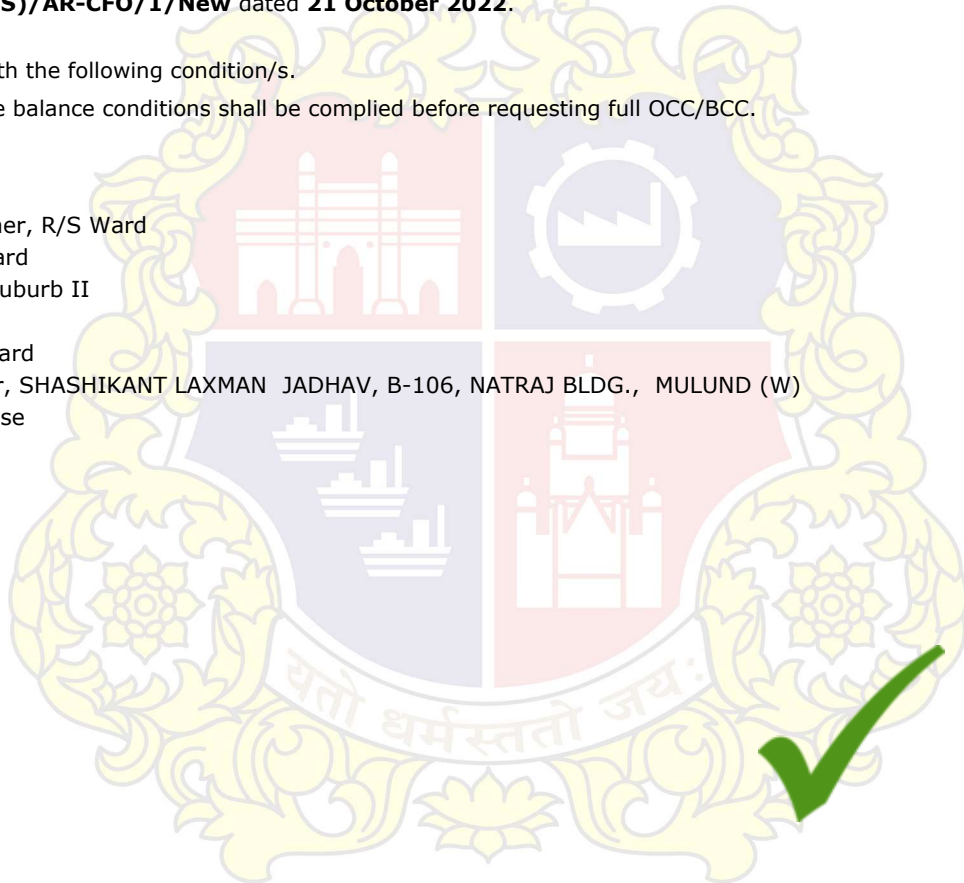 S)/AR-CFO/1/New dated 21 October 2022.
th the following condition/s.
e balance conditions shall be complied before requesting full OCC/BCC.
ner, R/S Ward
ard
uburb II
ard
r, SHASHIKANT LAXMAN JADHAV, B-106, NATRAJ BLDG., MULUND (W)
se
यतो धर्मस्ततो जय: